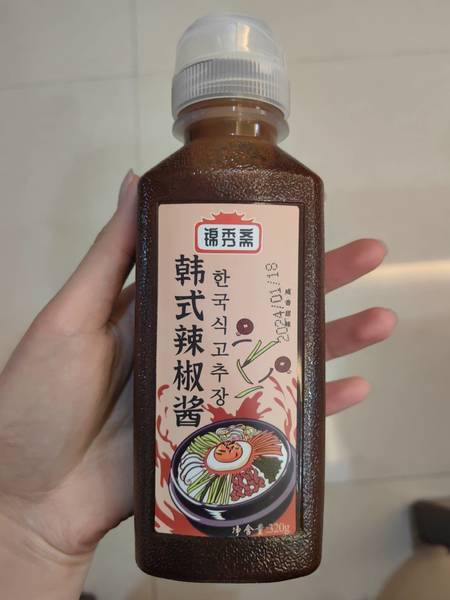 锦秀斋
韩式辣椒酱
한국식고추장
2024/01/18
净含量:320g